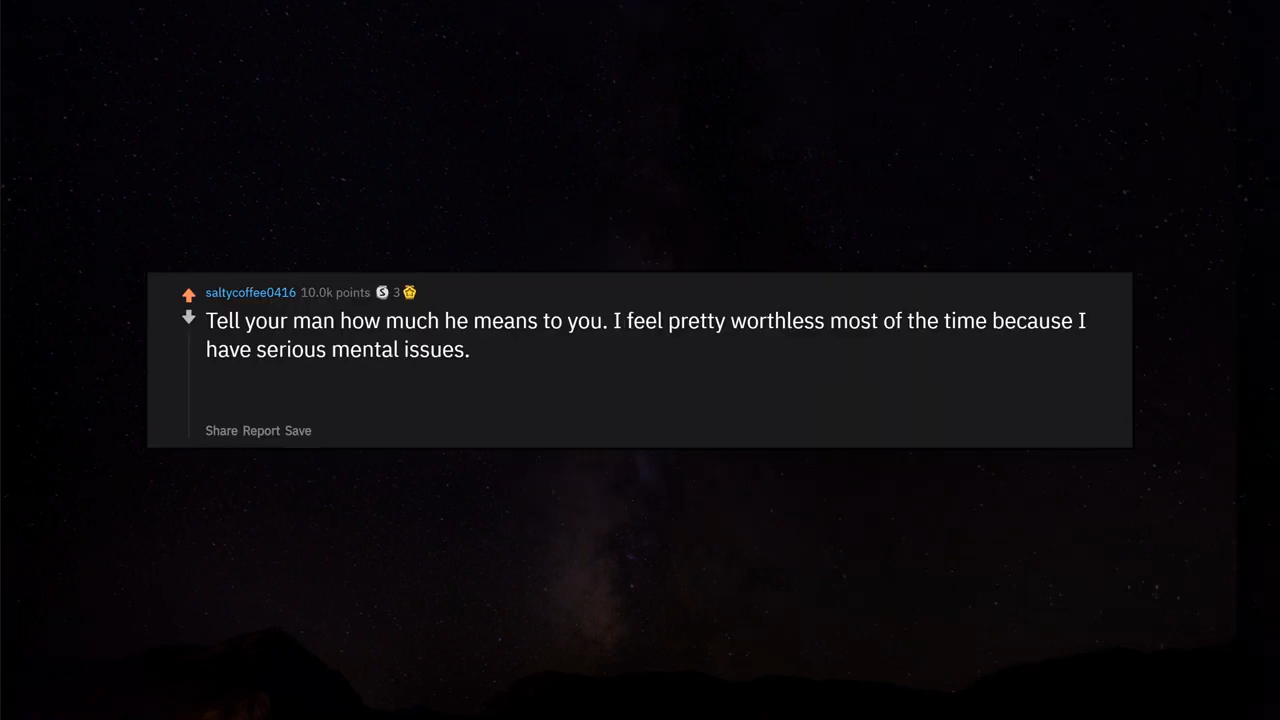 saltycoffee0416 10.0k points S 3
Tell your man how much he means to you. I feel pretty worthless most of the time because I
have serious mental issues.
Share Report Save